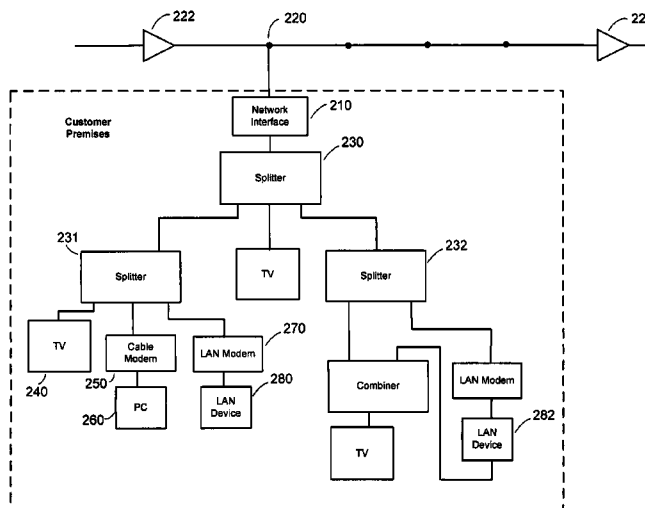 222
220
22
Customer
Premises
Network
Interface
210
230
Splitter
231
Splitter
TV
Splitter
232
TV
240
Cable
Modem
250
LAN Modem
270
PC
260
LAN
Device
280
Combiner
LAN Modem
LAN
Device
282
TV